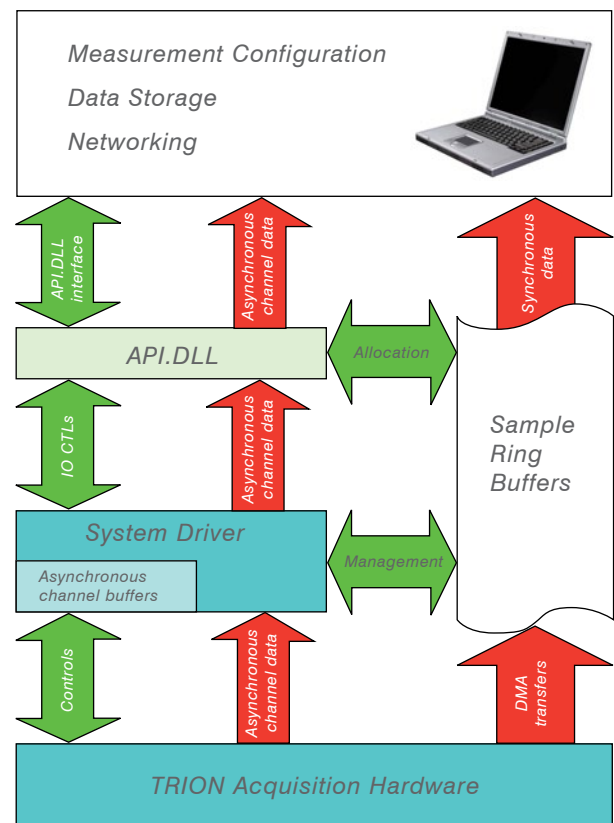 Measurement Configuration
Data Storage
Networking
API.DLL
interface
Asynchronous
channel data
Synchronous
data
API.DLL
Allocation
IO CTLs
Asynchronous
channel data
Sample
Ring
Buffers
System Driver
Asynchronous
channel buffers
Management
Controls
Asynchronous
channel data
DMA
transfers
TRION Acquisition Hardware